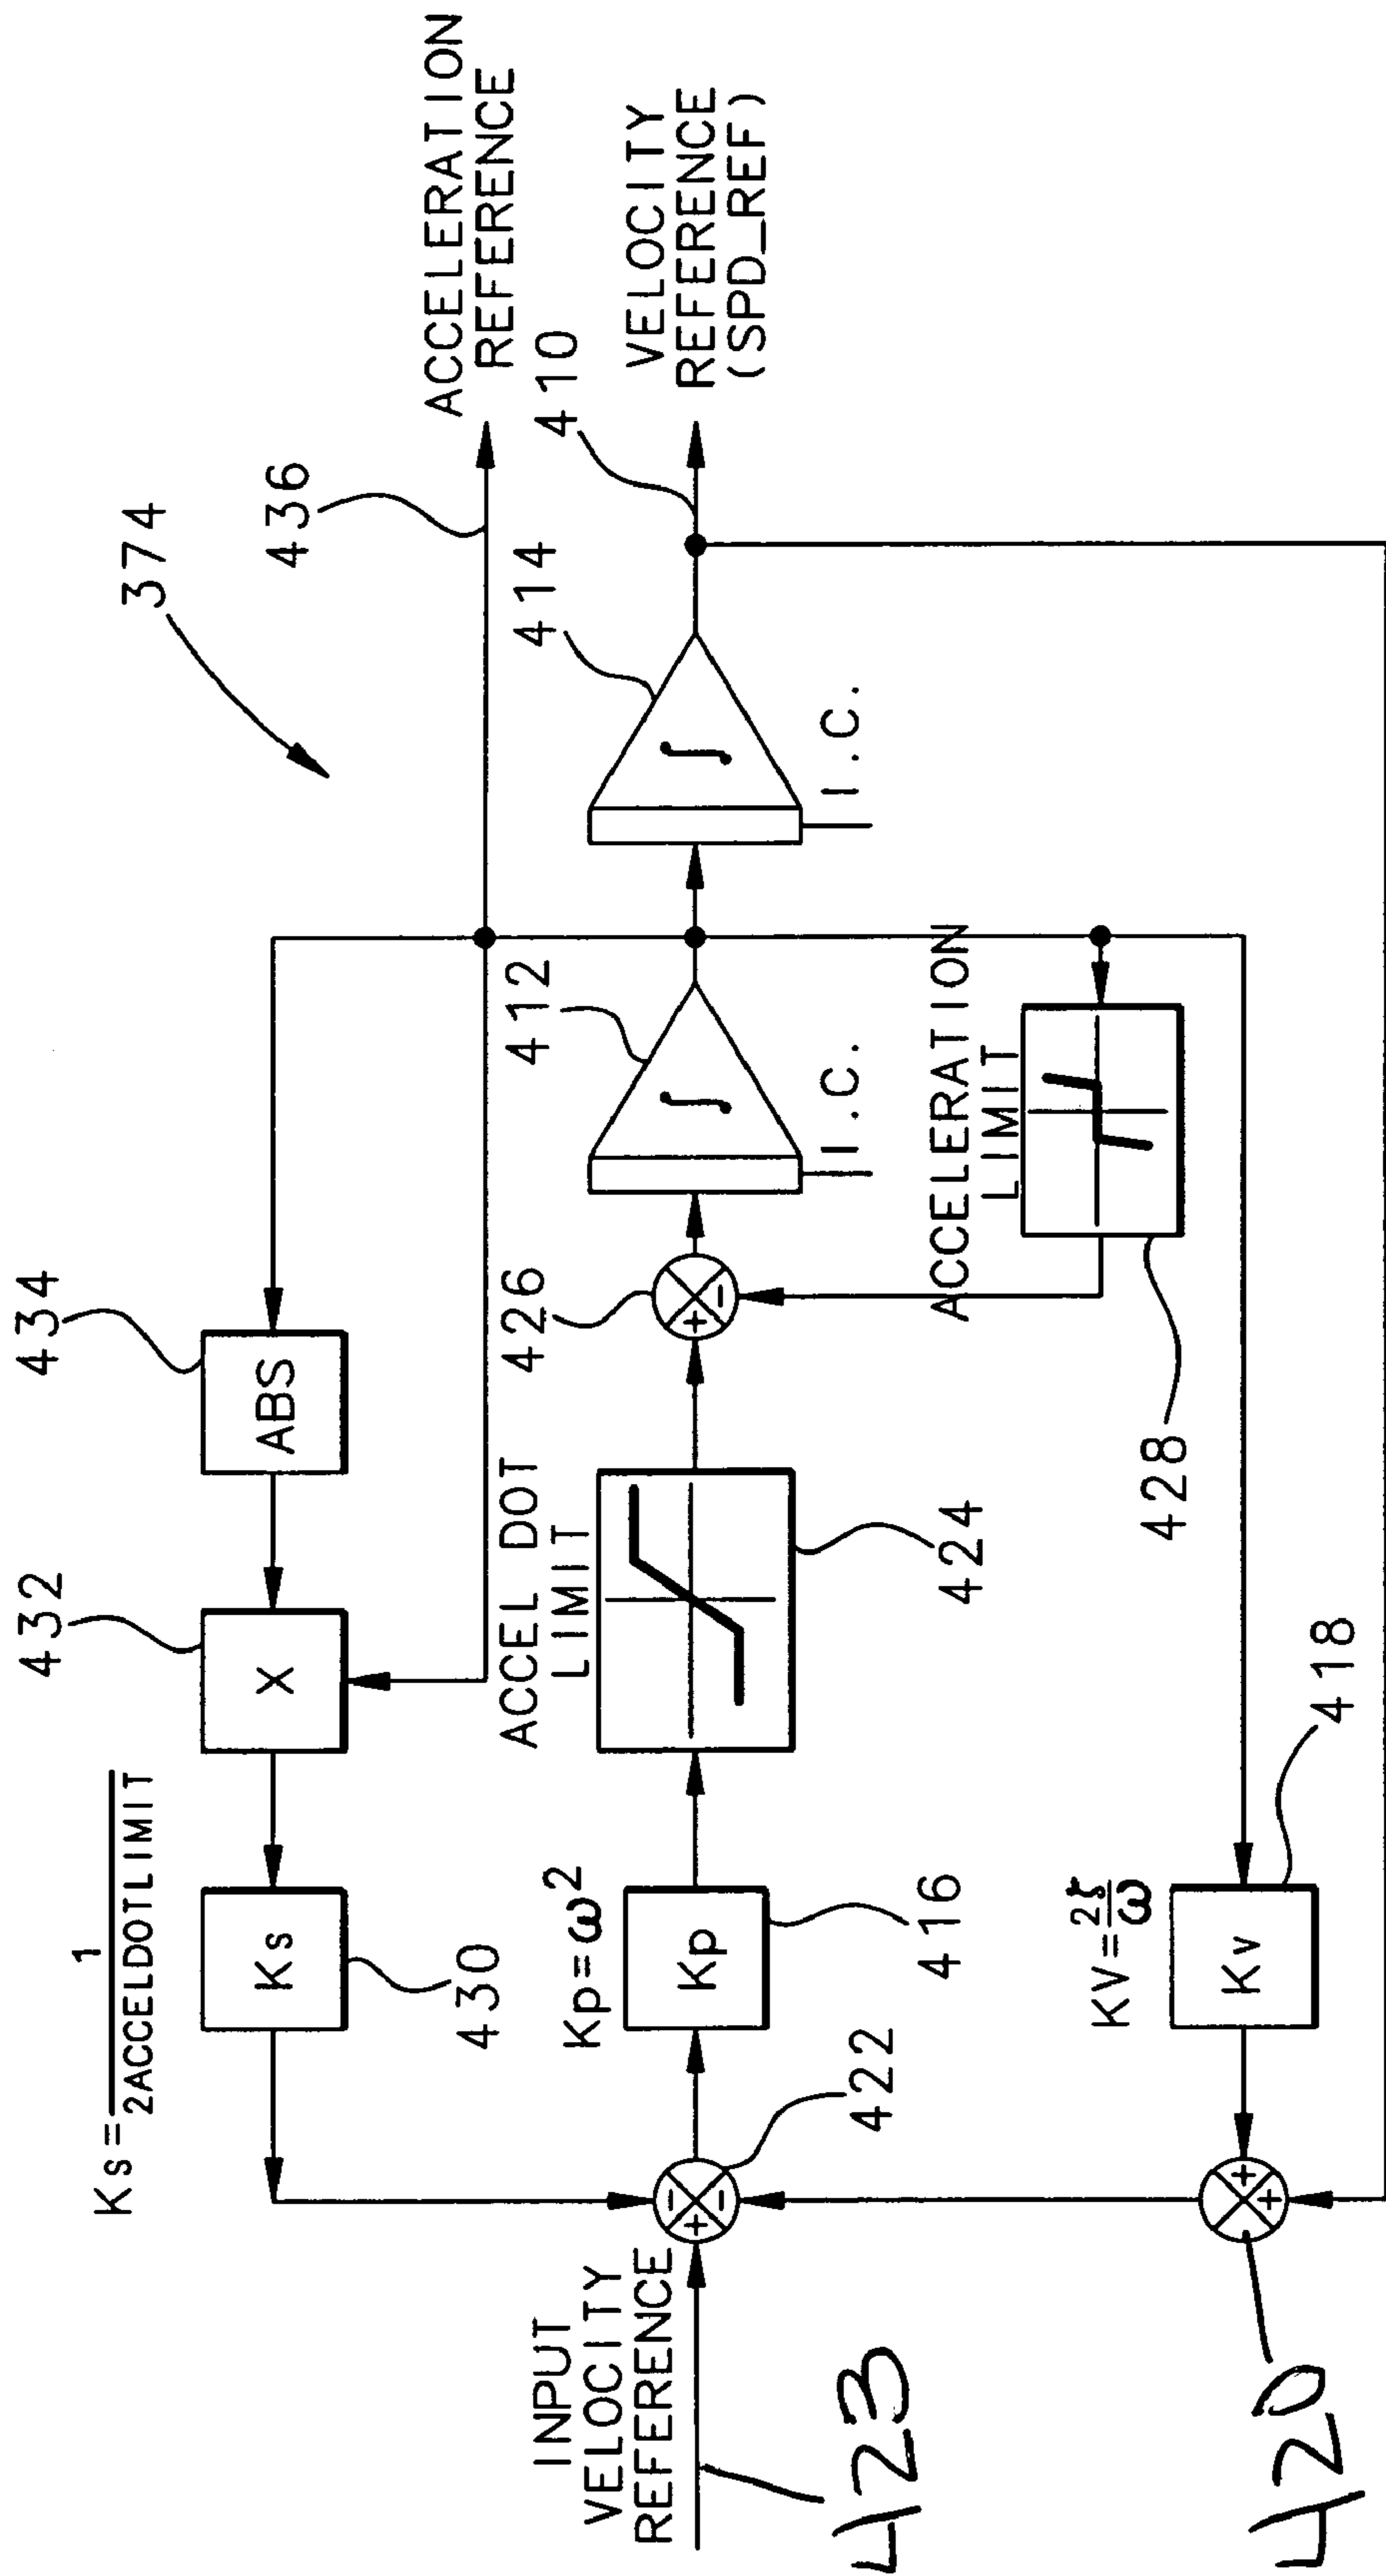 374
434
432
Ks = 1
2ACCELDOTLIMIT
ABS
X
Ks
430
436
ACCELERATION
REFERENCE
INPUT
VELOCITY
REFERENCE
423
422
Kp=ω²
Kp
416
ACCEL DOT
LIMIT
424
426
412
∫
I.C.
414
∫
I.C.
410
VELOCITY
REFERENCE
(SPD_REF)
ACCELERATION
LIMIT
428
KV=2ζ
ω
Kv
418
420
+
-
-
+
-
+
+